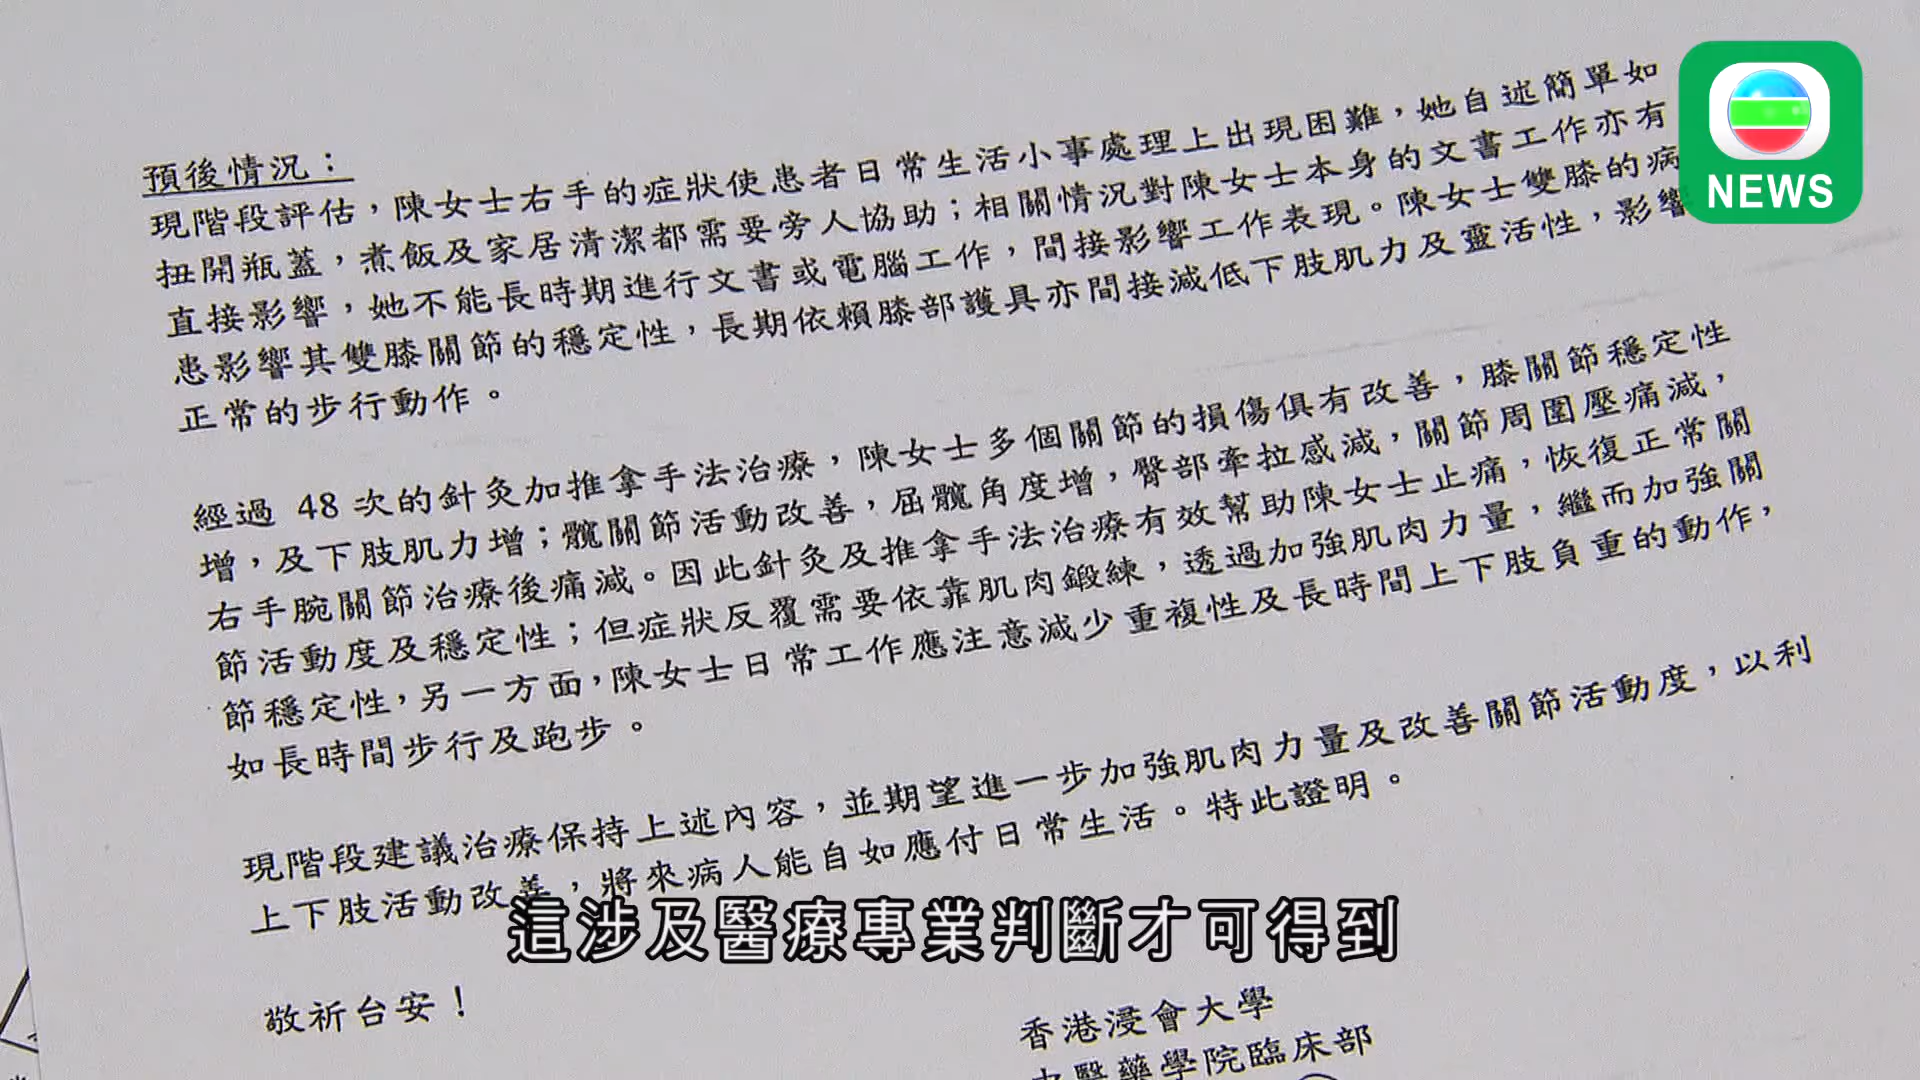 預後情況：
現階段評估，陳女士右手的症狀使患者日常生活小事處理上出現困難，她自述簡單如
扭開瓶蓋，煮飯及家居清潔都需要旁人協助；相關情況對陳女士本身的文書工作亦有
直接影響，她不能長時期進行文書或電腦工作，間接影響工作表現。陳女士雙膝的病
患影響其雙膝關節的穩定性，長期依賴膝部護具亦間接減低下肢肌力及靈活性，影響
正常的步行動作。
經過 48 次的針灸加推拿手法治療，陳女士多個關節的損傷俱有改善，膝關節穩定性
增，及下肢肌力增；髖關節活動改善，屈髖角度增，臀部牽拉感減，關節周圍壓痛減，
右手腕關節治療後痛減。因此針灸及推拿手法治療有效幫助陳女士止痛，恢復正常關
節活動度及穩定性；但症狀反覆需要依靠肌肉鍛練，透過加強肌肉力量，繼而加強關
節穩定性，另一方面，陳女士日常工作應注意減少重複性及長時間上下肢負重的動作，
如長時間步行及跑步。
現階段建議治療保持上述內容，並期望進一步加強肌肉力量及改善關節活動度，以利
上下肢活動改善，將來病人能自如應付日常生活。特此證明。
敬祈台安！
香港浸會大學
中醫藥學院臨床部
這涉及醫療專業判斷才可得到
NEWS